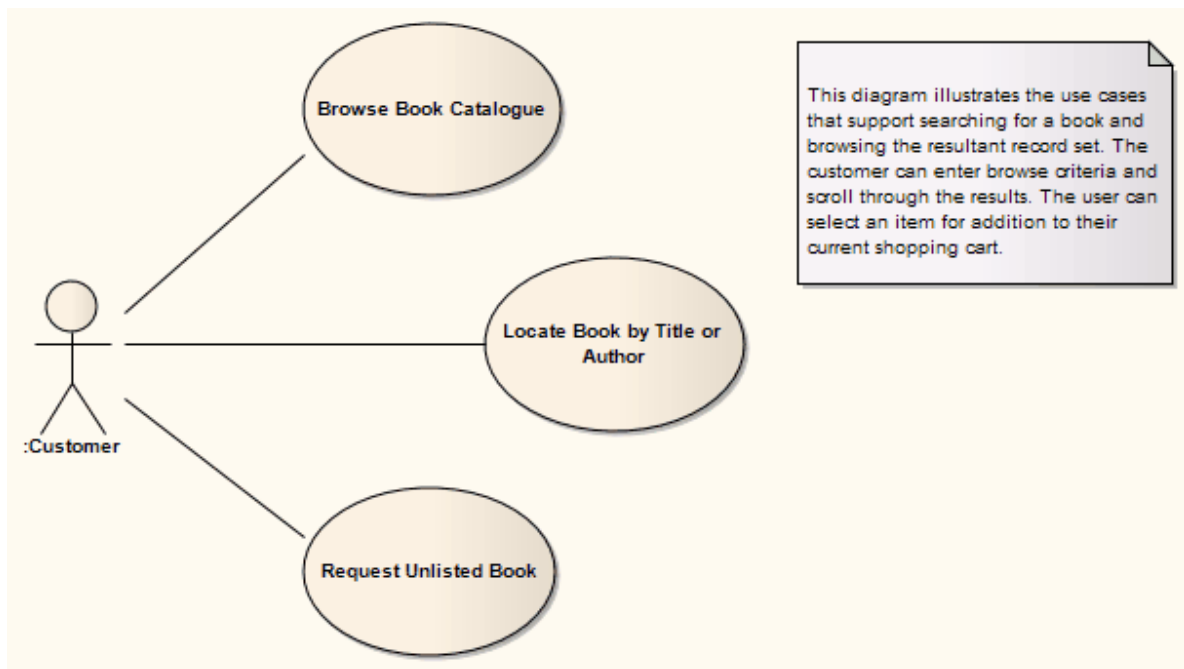 Browse Book Catalogue
This diagram illustrates the use cases
that support searching for a book and
browsing the resultant record set. The
customer can enter browse criteria and
scroll through the results. The user can
select an item for addition to their
current shopping cart.
Locate Book by Title or
Author
:Customer
Request Unlisted Book